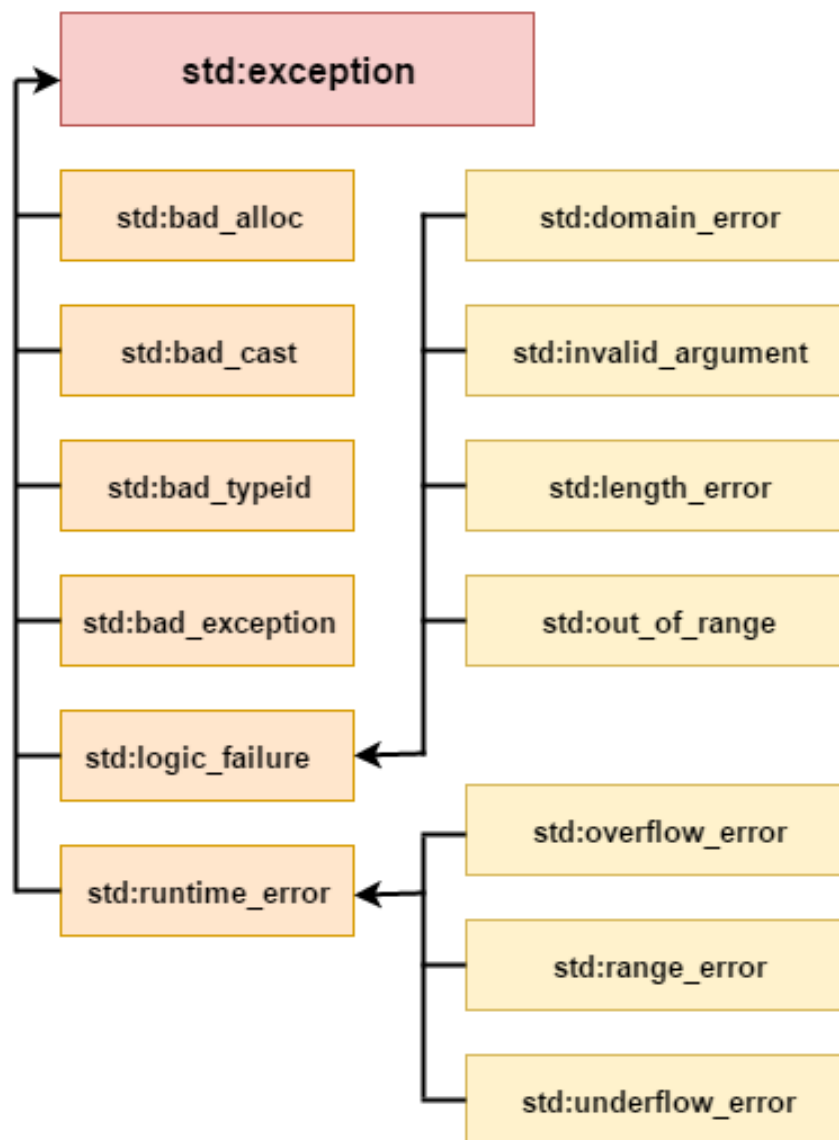 std:exception
std:bad_alloc
std:bad_cast
std:bad_typeid
std:bad_exception
std:logic_failure
std:runtime_error
std:domain_error
std:invalid_argument
std:length_error
std:out_of_range
std:overflow_error
std:range_error
std:underflow_error